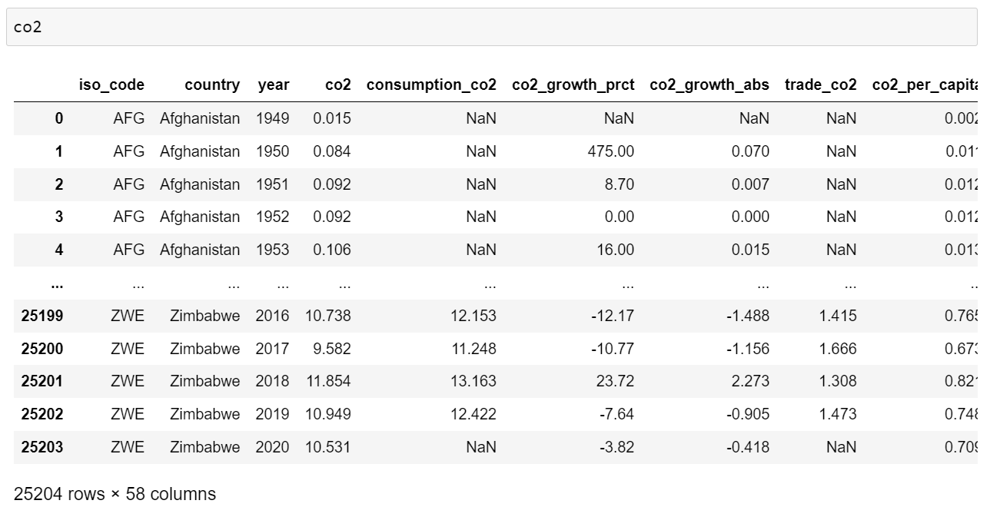 co2
iso_code country year co2 consumption_co2 co2_growth_prct co2_growth_abs trade_co2 co2_per_capita
0 AFG Afghanistan 1949 0.015 NaN NaN NaN NaN 0.002
1 AFG Afghanistan 1950 0.084 NaN 475.00 0.070 NaN 0.011
2 AFG Afghanistan 1951 0.092 NaN 8.70 0.007 NaN 0.012
3 AFG Afghanistan 1952 0.092 NaN 0.00 0.000 NaN 0.012
4 AFG Afghanistan 1953 0.106 NaN 16.00 0.015 NaN 0.013
... ... ... ... ... ... ... ... ... ..
25199 ZWE Zimbabwe 2016 10.738 12.153 -12.17 -1.488 1.415 0.765
25200 ZWE Zimbabwe 2017 9.582 11.248 -10.77 -1.156 1.666 0.673
25201 ZWE Zimbabwe 2018 11.854 13.163 23.72 2.273 1.308 0.821
25202 ZWE Zimbabwe 2019 10.949 12.422 -7.64 -0.905 1.473 0.748
25203 ZWE Zimbabwe 2020 10.531 NaN -3.82 -0.418 NaN 0.709
25204 rows × 58 columns